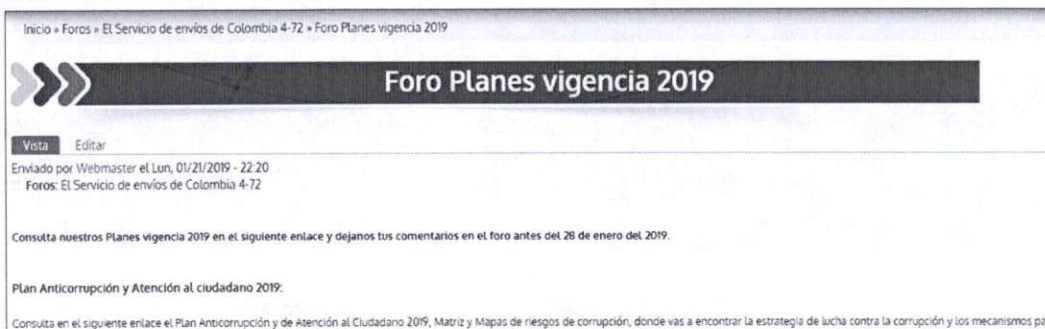 Inicio » Foros » El Servicio de envíos de Colombia 4-72 » Foro Planes vigencia 2019
Foro Planes vigencia 2019
Vista Editar
Enviado por Webmaster el Lun, 01/21/2019 - 22:20
Foros: El Servicio de envíos de Colombia 4-72
Consulta nuestros Planes vigencia 2019 en el siguiente enlace y dejanos tus comentarios en el foro antes del 28 de enero del 2019.
Plan Anticorrupción y Atención al ciudadano 2019:
Consulta en el siguiente enlace el Plan Anticorrupción y de Atención al Ciudadano 2019, Matriz y Mapas de riesgos de corrupción, donde vas a encontrar la estrategia de lucha contra la corrupción y los mecanismos pa